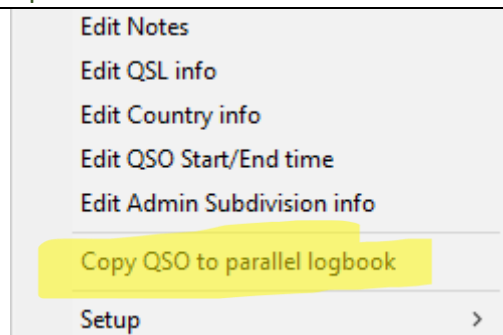 Edit Notes
Edit QSL info
Edit Country info
Edit QSO Start/End time
Edit Admin Subdivision info
Copy QSO to parallel logbook
Setup >